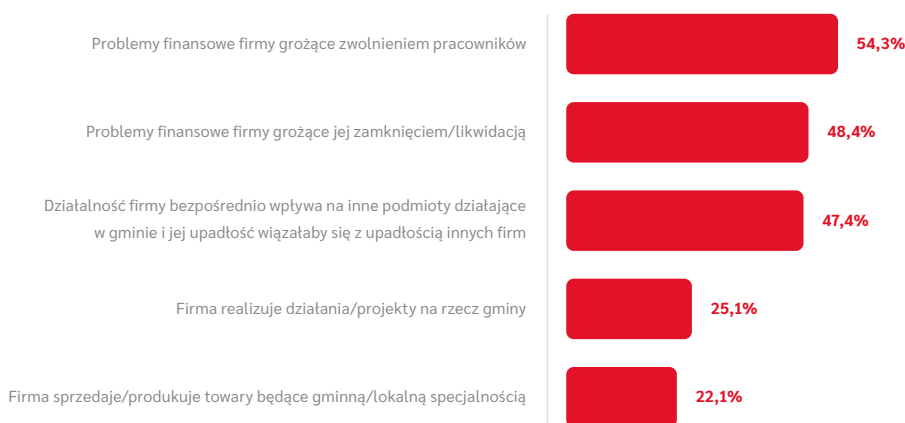 Problemy finansowe firmy grożące zwolnieniem pracowników
54,3%
Problemy finansowe firmy grożące jej zamknięciem/likwidacją
48,4%
Działalność firmy bezpośrednio wpływa na inne podmioty działające
w gminie i jej upadłość wiązałaby się z upadłością innych firm
47,4%
Firma realizuje działania/projekty na rzecz gminy
25,1%
Firma sprzedaje/produkuje towary będące gminną/lokalną specjalnością
22,1%